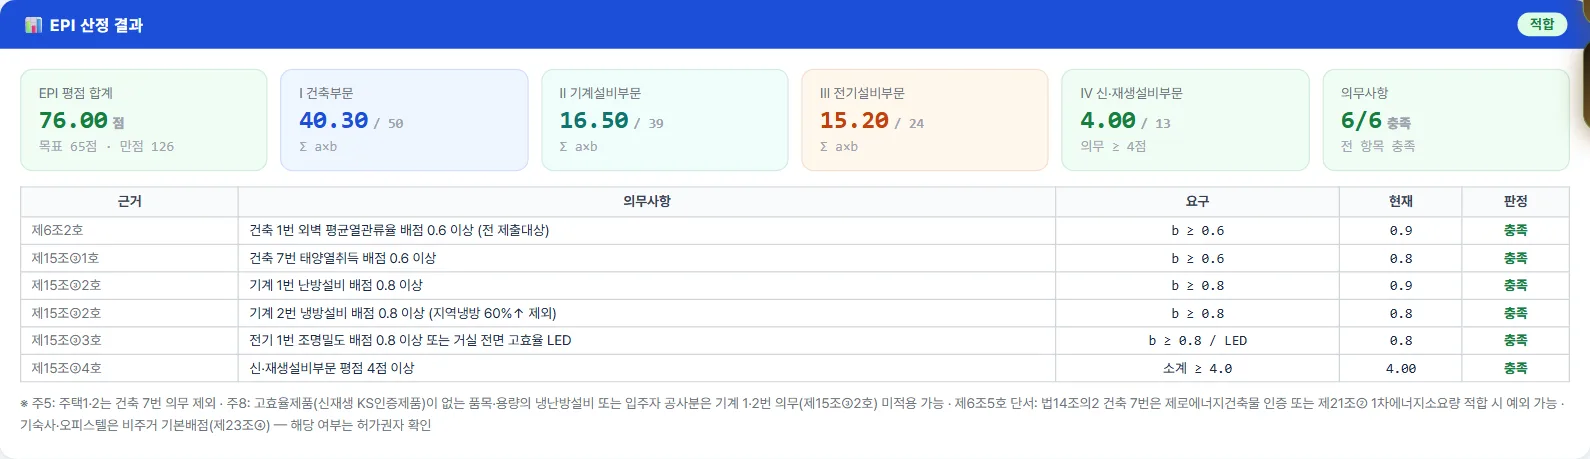 📊 EPI 산정 결과 적합
EPI 평점 합계
76.00 점
목표 65점 · 만점 126
I 건축부문
40.30 / 50
Σ a×b
II 기계설비부문
16.50 / 39
Σ a×b
III 전기설비부문
15.20 / 24
Σ a×b
IV 신·재생설비부문
4.00 / 13
의무 ≥ 4점
의무사항
6/6 충족
전 항목 충족
근거 의무사항 요구 현재 판정
제6조2호 건축 1번 외벽 평균열관류율 배점 0.6 이상 (전 제출대상) b ≥ 0.6 0.9 충족
제15조③1호 건축 7번 태양열취득 배점 0.6 이상 b ≥ 0.6 0.8 충족
제15조③2호 기계 1번 난방설비 배점 0.8 이상 b ≥ 0.8 0.9 충족
제15조③2호 기계 2번 냉방설비 배점 0.8 이상 (지역냉방 60%↑ 제외) b ≥ 0.8 0.8 충족
제15조③3호 전기 1번 조명밀도 배점 0.8 이상 또는 거실 전면 고효율 LED b ≥ 0.8 / LED 0.8 충족
제15조③4호 신·재생설비부문 평점 4점 이상 소계 ≥ 4.0 4.00 충족
※ 주5: 주택1·2는 건축 7번 의무 제외 · 주8: 고효율제품(신재생 KS인증제품)이 없는 품목·용량의 냉난방설비 또는 입주자 공사분은 기계 1·2번 의무(제15조③2호) 미적용 가능 · 제6조5호 단서: 법14조의2 건축 7번은 제로에너지건축물 인증 또는 제21조② 1차에너지소요량 적합 시 예외 가능 ·
기숙사·오피스텔은 비주거 기본배점(제23조④) — 해당 여부는 허가권자 확인